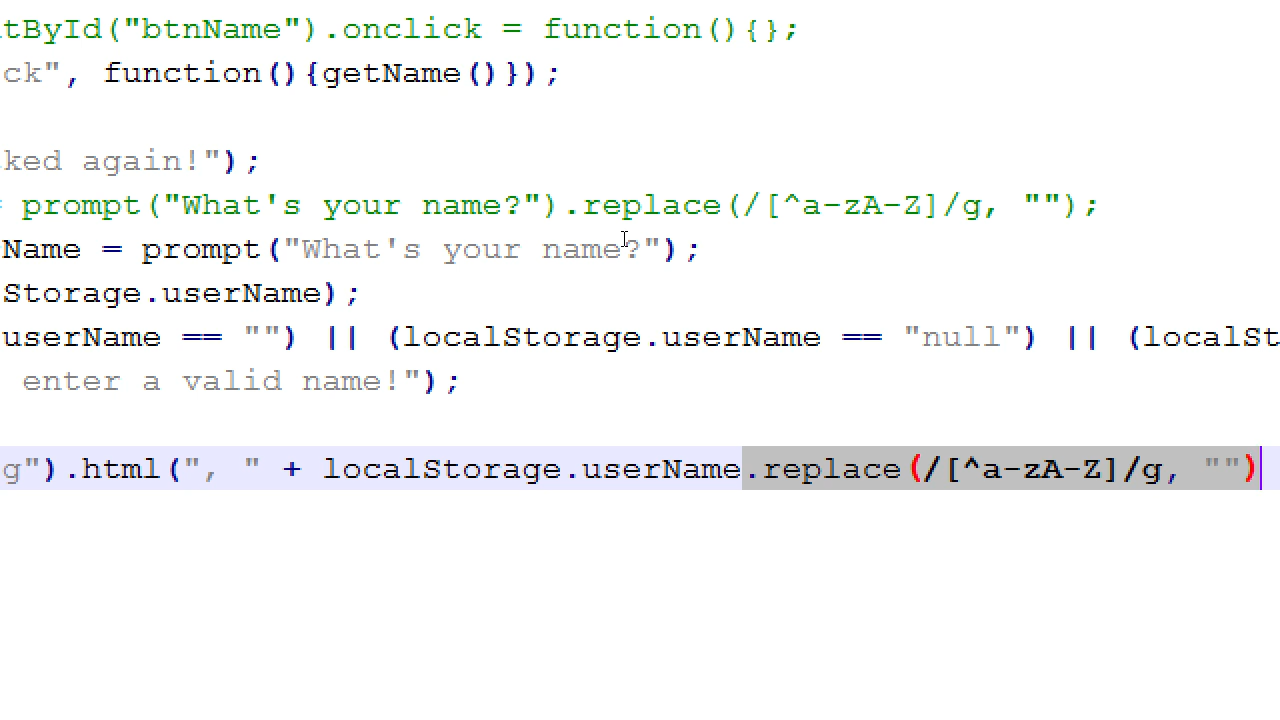 tById("btnName").onclick = function(){};
ck", function(){getName()});
ked again!");
= prompt("What's your name?").replace(/[^a-zA-Z]/g, "");
Name = prompt("What's your name?");
Storage.userName);
userName == "") || (localStorage.userName == "null") || (localSt
enter a valid name!");
g").html(", " + localStorage.userName.replace(/[^a-zA-Z]/g, "")